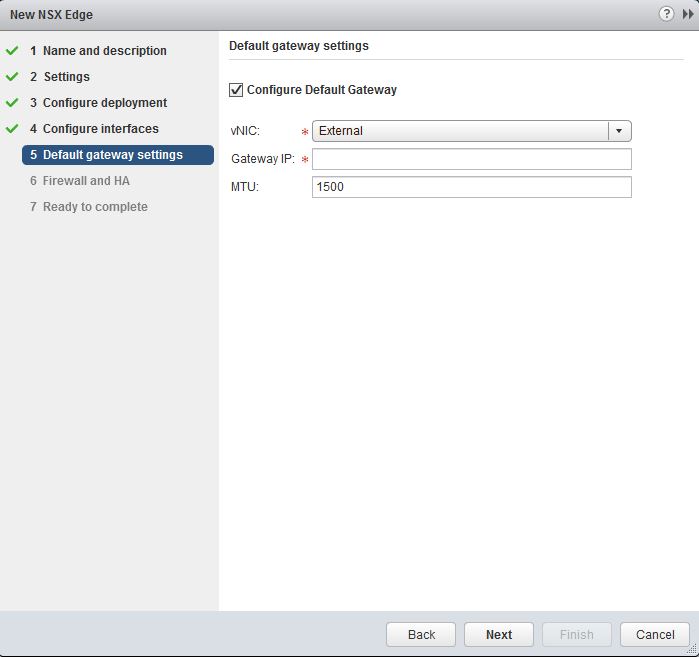 New NSX Edge
?
1 Name and description
2 Settings
3 Configure deployment
4 Configure interfaces
5 Default gateway settings
6 Firewall and HA
7 Ready to complete
Default gateway settings
Configure Default Gateway
vNIC: * External
Gateway IP: *
MTU: 1500
Back Next Finish Cancel